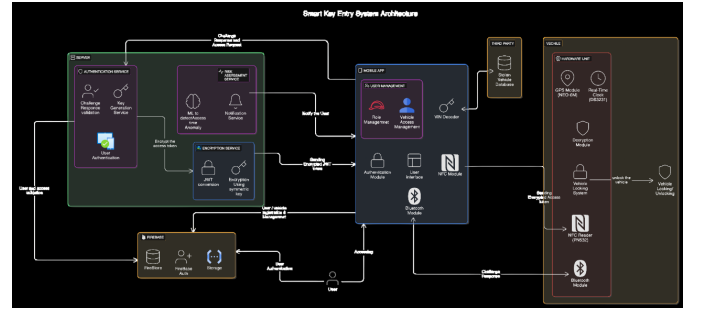 Smart Key Entry System Architecture
Challenge
Response and
Access Request
SERVER
AUTHENTICATION SERVICE
Challenge
Response
validation
Key
Generation
Service
User
Authentication
RISK
ASSESSMENT
SERVICE
ML to
detect Access
time
Anomaly
Notification
Service
Notify the User
Encrypt the
access token
ENCRYPTION SERVICE
JWT
conversion
Encryption
Using
symmetric
key
Sending
Encrypted JWT
token
User and access
validation
User / vehicle
registration &
Management
FIREBASE
FireStore
FireBase
Auth
Storage
User
Authentication
User
Accessing
MOBILE APP
USER MANAGEMENT
Role
Management
Vehicle
Access
Management
VIN Decoder
Authentication
Module
User
Interface
NFC Module
Bluetooth
Module
THIRD PARTY
Stolen
Vehicle
Database
Sending
Encrypted Access
token
Challenge
Response
VEHICLE
HARDWARE UNIT
GPS Module
(NEO-6M)
Real-Time
Clock
(DS3231)
Decryption
Module
Vehicle
Locking
System
unlock the
vehicle
Vehicle
Locking/
Unlocking
NFC Reader
(PN532)
Bluetooth
Module